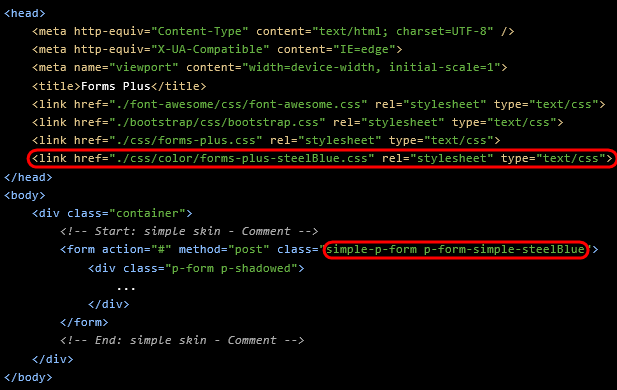 <head>
<meta http-equiv="Content-Type" content="text/html; charset=UTF-8" />
<meta http-equiv="X-UA-Compatible" content="IE=edge">
<meta name="viewport" content="width=device-width, initial-scale=1">
<title>Forms Plus</title>
<link href="./font-awesome/css/font-awesome.css" rel="stylesheet" type="text/css">
<link href="./bootstrap/css/bootstrap.css" rel="stylesheet" type="text/css">
<link href="./css/forms-plus.css" rel="stylesheet" type="text/css">
<link href="./css/color/forms-plus-steelBlue.css" rel="stylesheet" type="text/css">
</head>
<body>
<div class="container">
<!-- Start: simple skin - Comment -->
<form action="#" method="post" class="simple-p-form p-form-simple-steelBlue">
<div class="p-form p-shadowed">
...
</div>
</form>
<!-- End: simple skin - Comment -->
</div>
</body>